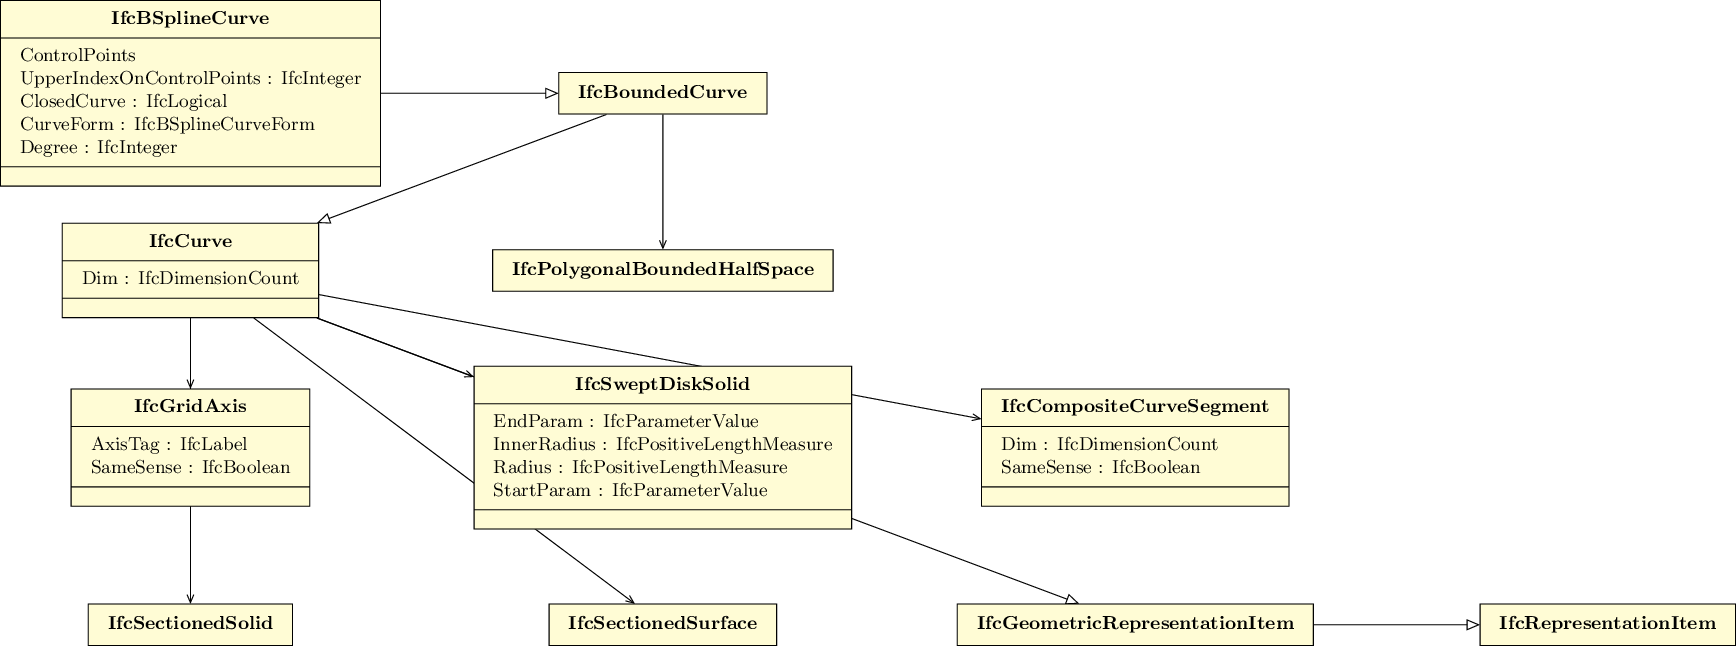 IfcBSplineCurve
ControlPoints
UpperIndexOnControlPoints : IfcInteger
ClosedCurve : IfcLogical
CurveForm : IfcBSplineCurveForm
Degree : IfcInteger
IfcBoundedCurve
IfcCurve
Dim : IfcDimensionCount
IfcPolygonalBoundedHalfSpace
IfcGridAxis
AxisTag : IfcLabel
SameSense : IfcBoolean
IfcSweptDiskSolid
EndParam : IfcParameterValue
InnerRadius : IfcPositiveLengthMeasure
Radius : IfcPositiveLengthMeasure
StartParam : IfcParameterValue
IfcCompositeCurveSegment
Dim : IfcDimensionCount
SameSense : IfcBoolean
IfcSectionedSolid
IfcSectionedSurface
IfcGeometricRepresentationItem
IfcRepresentationItem